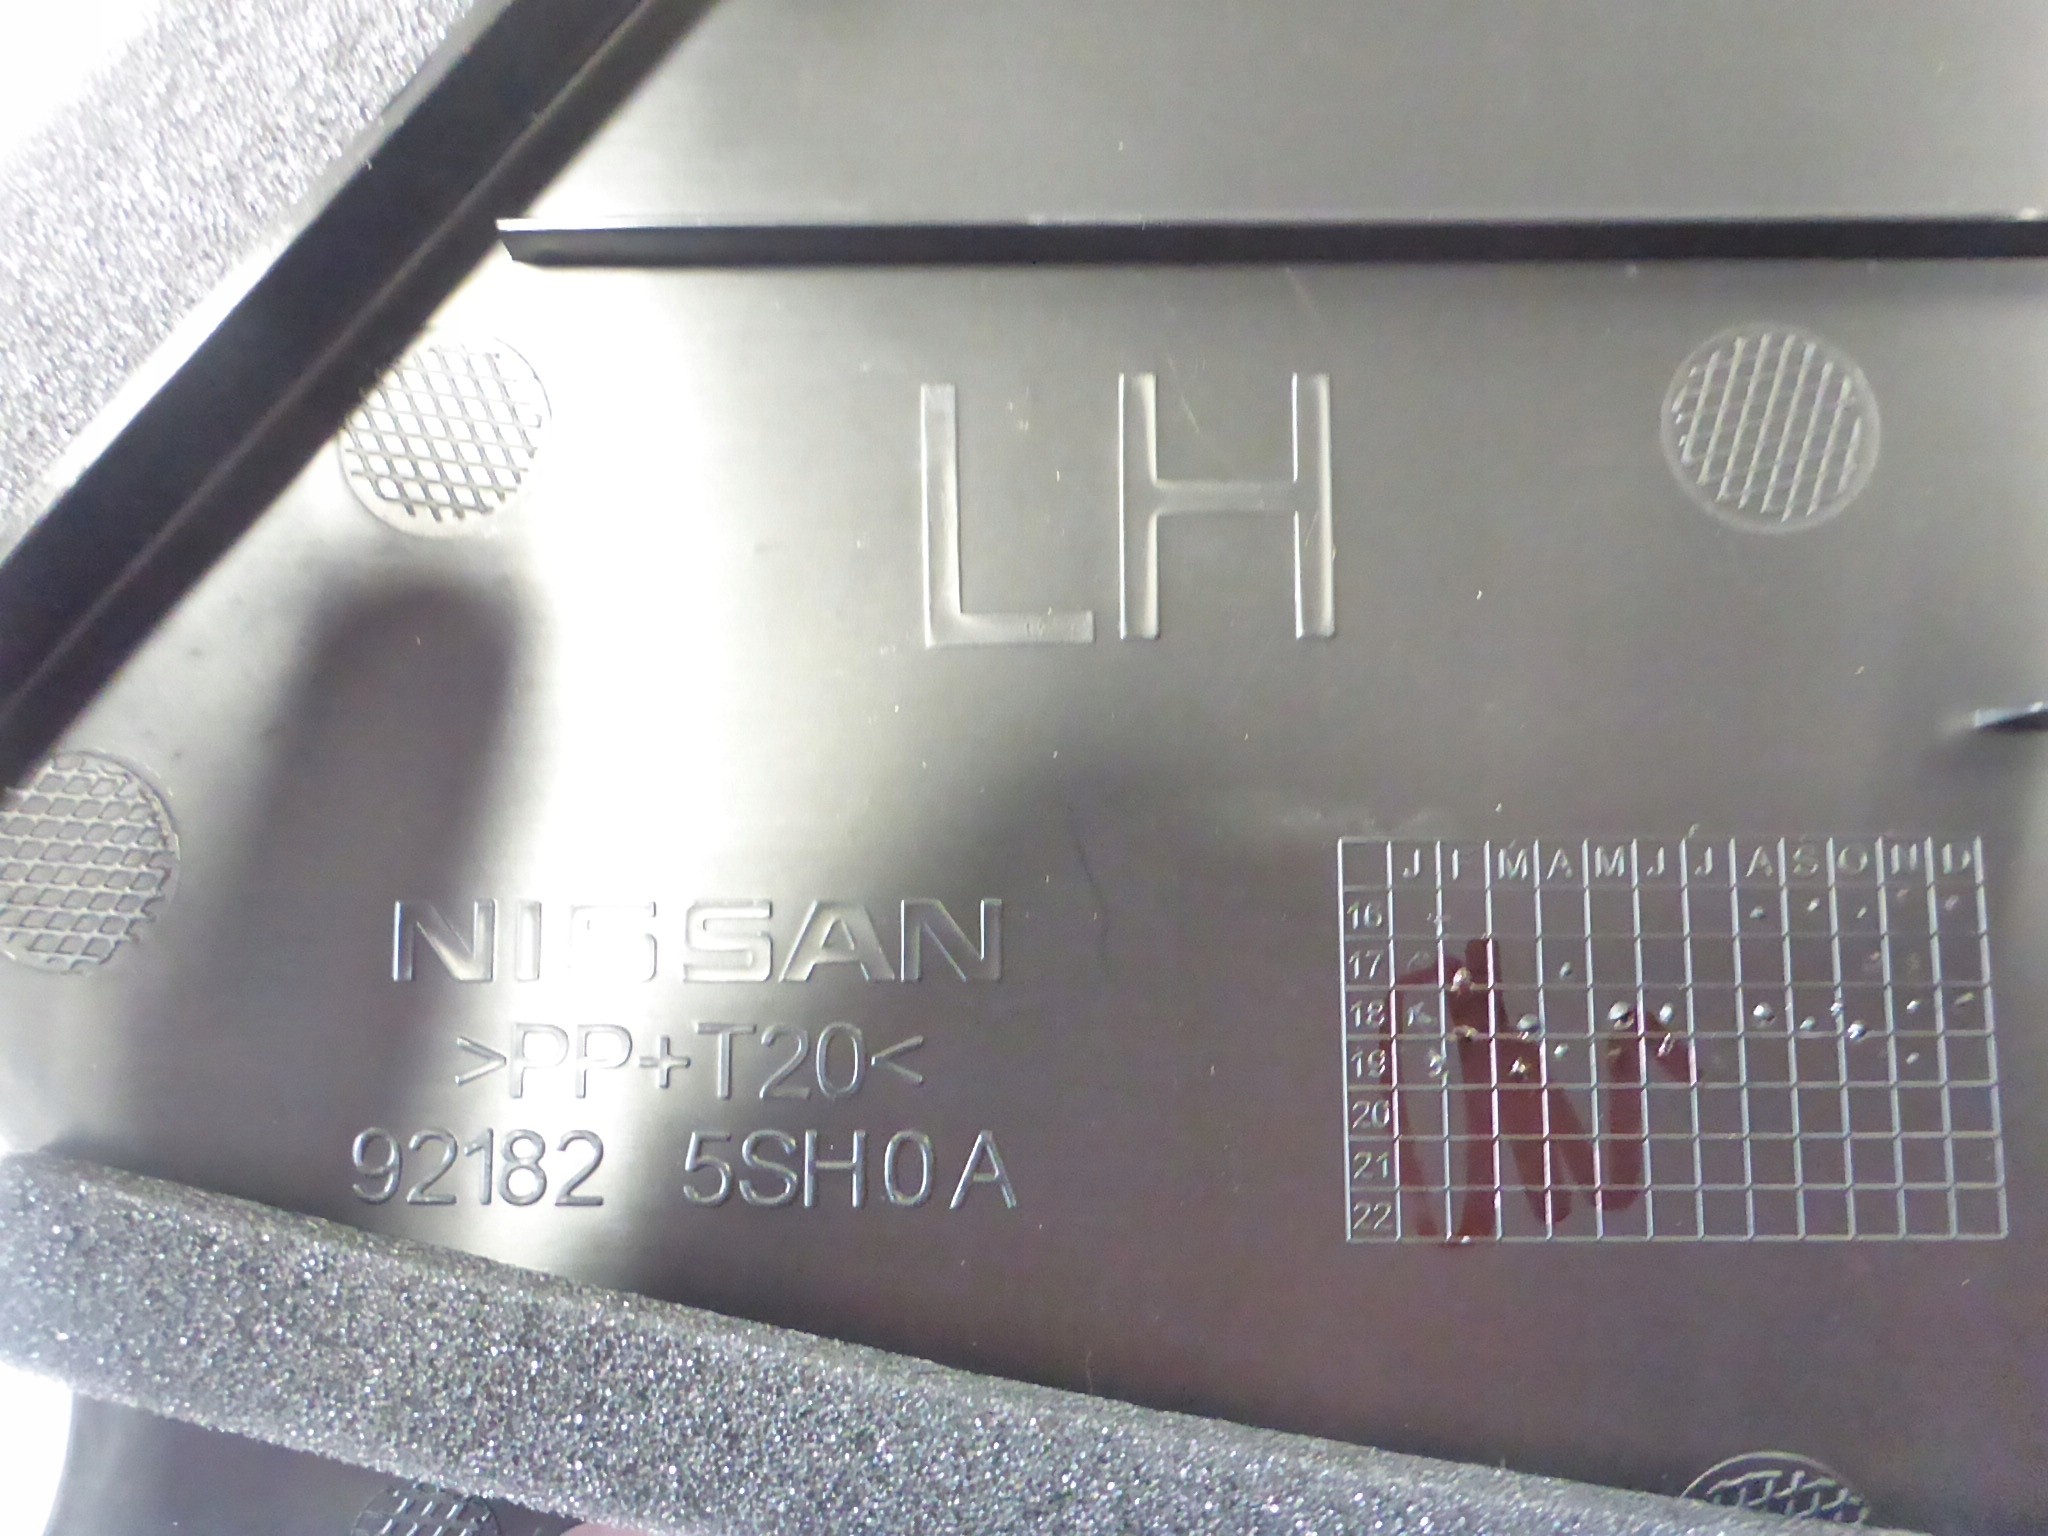 LH
NISSAN
>PP+T20<
92182 5SH0A
J F M A M J J A S O N D
16
17
18
19
20
21
22